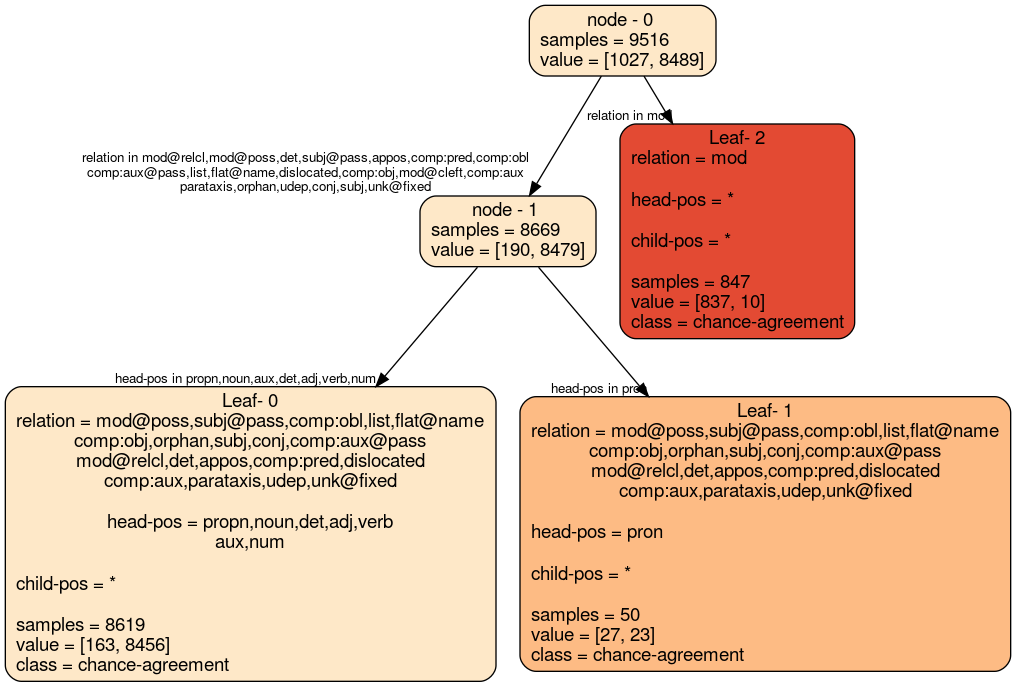 node - 0
samples = 9516
value = [1027, 8489]
relation in mod
Leaf- 2
relation = mod
head-pos = *
child-pos = *
samples = 847
value = [837, 10]
class = chance-agreement
relation in mod@relcl,mod@poss,det,subj@pass,appos,comp:pred,comp:obl
comp:aux@pass,list,flat@name,dislocated,comp:obj,mod@cleft,comp:aux
parataxis,orphan,udep,conj,subj,unk@fixed
node - 1
samples = 8669
value = [190, 8479]
head-pos in propn,noun,aux,det,adj,verb,num
Leaf- 0
relation = mod@poss,subj@pass,comp:obl,list,flat@name
comp:obj,orphan,subj,conj,comp:aux@pass
mod@relcl,det,appos,comp:pred,dislocated
comp:aux,parataxis,udep,unk@fixed
head-pos = propn,noun,det,adj,verb
aux,num
child-pos = *
samples = 8619
value = [163, 8456]
class = chance-agreement
head-pos in pron
Leaf- 1
relation = mod@poss,subj@pass,comp:obl,list,flat@name
comp:obj,orphan,subj,conj,comp:aux@pass
mod@relcl,det,appos,comp:pred,dislocated
comp:aux,parataxis,udep,unk@fixed
head-pos = pron
child-pos = *
samples = 50
value = [27, 23]
class = chance-agreement